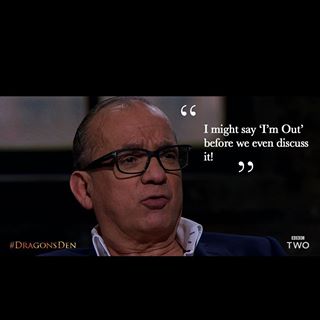 “
I might say ‘I’m Out’
before we even discuss
it!
”
#DragonsDen
BBC
TWO